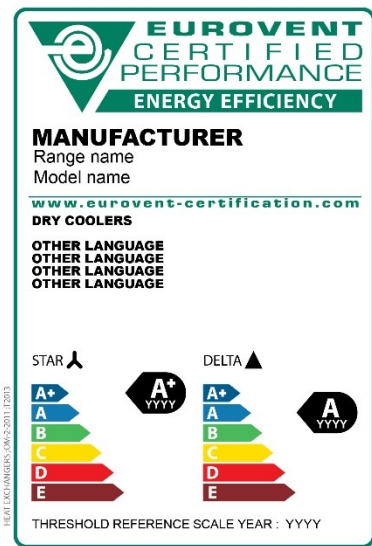 EUROVENT
CERTIFIED
PERFORMANCE
ENERGY EFFICIENCY
MANUFACTURER
Range name
Model name
www.eurovent-certification.com
DRY COOLERS
OTHER LANGUAGE
OTHER LANGUAGE
OTHER LANGUAGE
OTHER LANGUAGE
STAR
A+
A
B
C
D
E
A+
YYYY
DELTA
A+
A
B
C
D
E
A
YYYY
THRESHOLD REFERENCE SCALE YEAR : YYYY